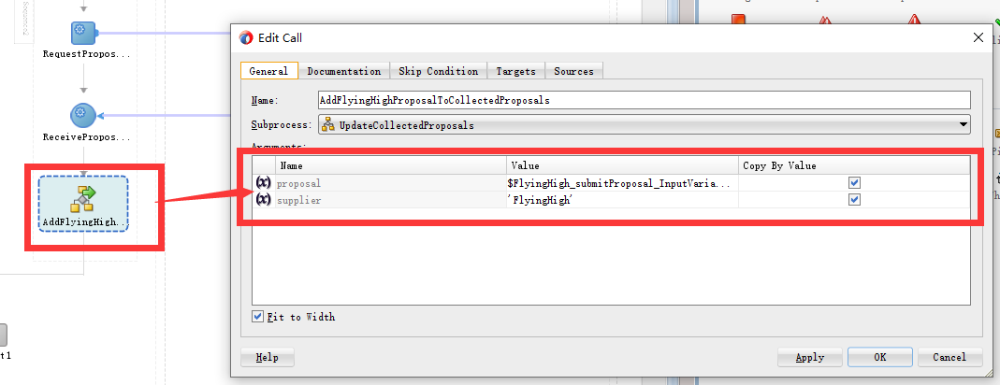 RequestPropos...
ReceivePropos...
AddFlyingHigh...
t1
Edit Call
General
Documentation
Skip Condition
Targets
Sources
Name:
AddFlyingHighProposalToCollectedProposals
Subprocess:
UpdateCollectedProposals
Arguments:
Name
Value
Copy By Value
(x) proposal
$FlyingHigh_submitProposal_InputVaria...
(x) supplier
'FlyingHigh'
Fit to Width
Help
Apply
OK
Cancel